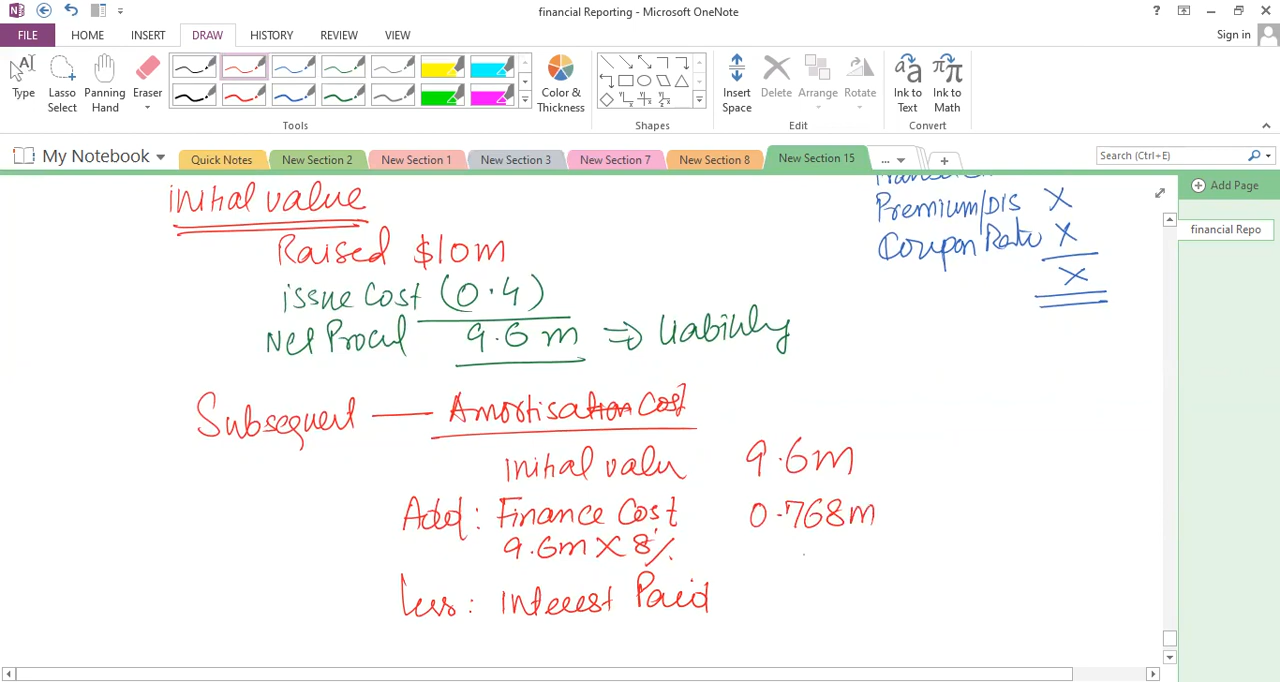 financial Reporting - Microsoft OneNote
Sign in
FILE HOME INSERT DRAW HISTORY REVIEW VIEW
Type
Lasso Select
Panning Hand
Eraser
Color & Thickness
Insert Space
Delete
Arrange
Rotate
Ink to Text
Ink to Math
Tools
Shapes
Edit
Convert
My Notebook
Quick Notes
New Section 2
New Section 1
New Section 3
New Section 7
New Section 8
New Section 15
...
Search (Ctrl+E)
Add Page
financial Repo
Premium/Dis X
Coupon Rate X
X
initial value
Raised $10m
issue Cost (0.4)
Net Proced 9.6m ⇒ Liability
Subsequent — Amortisation Cost
initial valu 9.6m
Add: Finance Cost 0.768m
9.6m X 8%
Less: Interest Paid